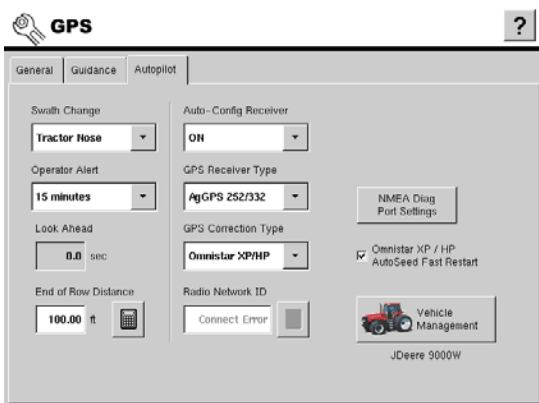 GPS
?
General
Guidance
Autopilot
Swath Change
Tractor Nose
Operator Alert
15 minutes
Look Ahead
0.0 sec
End of Row Distance
100.00 ft
Auto-Config Receiver
ON
GPS Receiver Type
AgGPS 252/332
GPS Correction Type
Omnistar XP/HP
Radio Network ID
Connect Error
NMEA Diag
Port Settings
Omnistar XP / HP
AutoSeed Fast Restart
Vehicle
Management
JDeere 9000W